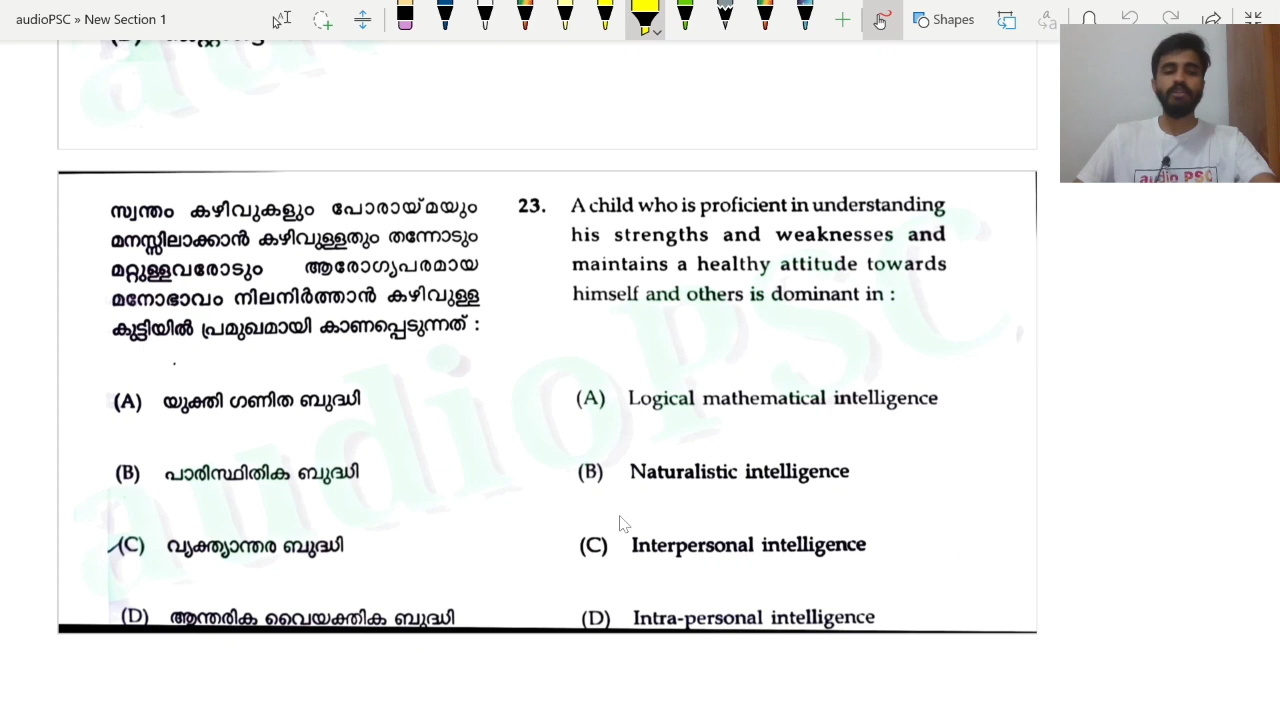 audioPSC » New Section 1
Shapes
സ്വന്തം കഴിവുകളും പോരായ്മയും
മനസ്സിലാക്കാൻ കഴിവുള്ളതും തന്നോടും
മറ്റുള്ളവരോടും ആരോഗ്യപരമായ
മനോഭാവം നിലനിർത്താൻ കഴിവുള്ള
കുട്ടിയിൽ പ്രമുഖമായി കാണപ്പെടുന്നത് :
(A) യുക്തി ഗണിത ബുദ്ധി
(B) പാരിസ്ഥിതിക ബുദ്ധി
(C) വ്യക്ത്യാന്തര ബുദ്ധി
(D) ആന്തരിക വൈയക്തിക ബുദ്ധി
23. A child who is proficient in understanding
his strengths and weaknesses and
maintains a healthy attitude towards
himself and others is dominant in :
(A) Logical mathematical intelligence
(B) Naturalistic intelligence
(C) Interpersonal intelligence
(D) Intra-personal intelligence
audioPSC
audio PSC